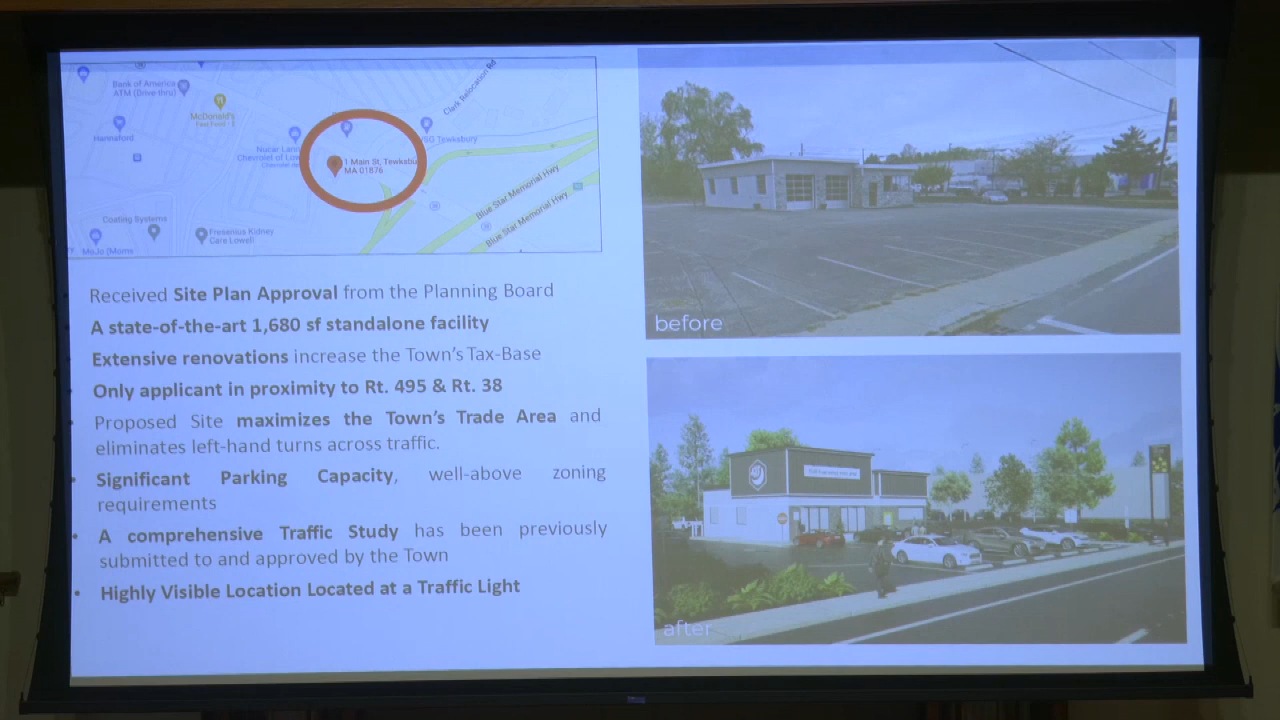 Bank of America
ATM (Drive-thru)
McDonald's
Hannaford
Clark Relocation Rd
Tewksbury
Nucar
Chevrolet of Low
1 Main St, Tewksbu
MA 01876
Blue Star Memorial Hwy
Blue Star Memorial Hwy
Coating Systems
Fresenius Kidney
Care Lowell
Received Site Plan Approval from the Planning Board
A state-of-the-art 1,680 sf standalone facility
Extensive renovations increase the Town's Tax-Base
Only applicant in proximity to Rt. 495 & Rt. 38
Proposed Site maximizes the Town's Trade Area and
eliminates left-hand turns across traffic.
• Significant Parking Capacity, well-above zoning
requirements
• A comprehensive Traffic Study has been previously
submitted to and approved by the Town
• Highly Visible Location Located at a Traffic Light
before
after